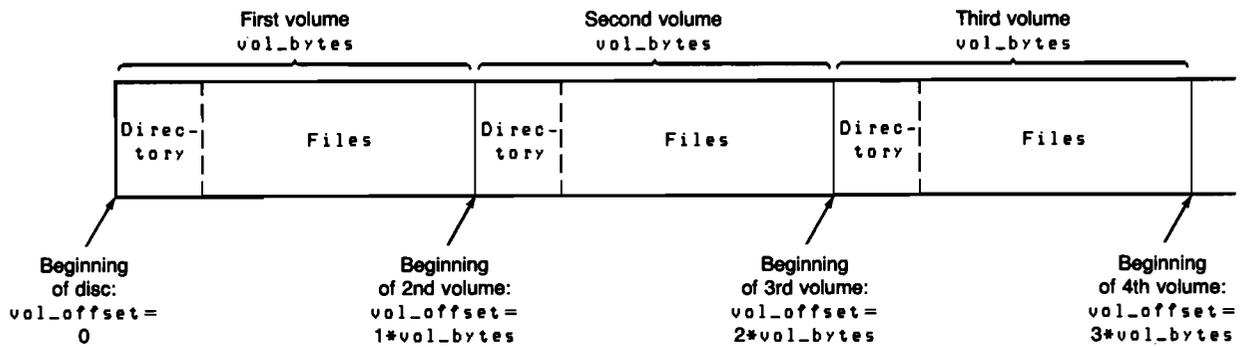 First volume
vol_bytes
Second volume
vol_bytes
Third volume
vol_bytes
Direc-
tory
Files
Direc-
tory
Files
Direc-
tory
Files
Beginning
of disc:
vol_offset=
0
Beginning
of 2nd volume:
vol_offset=
1*vol_bytes
Beginning
of 3rd volume:
vol_offset=
2*vol_bytes
Beginning
of 4th volume:
vol_offset=
3*vol_bytes